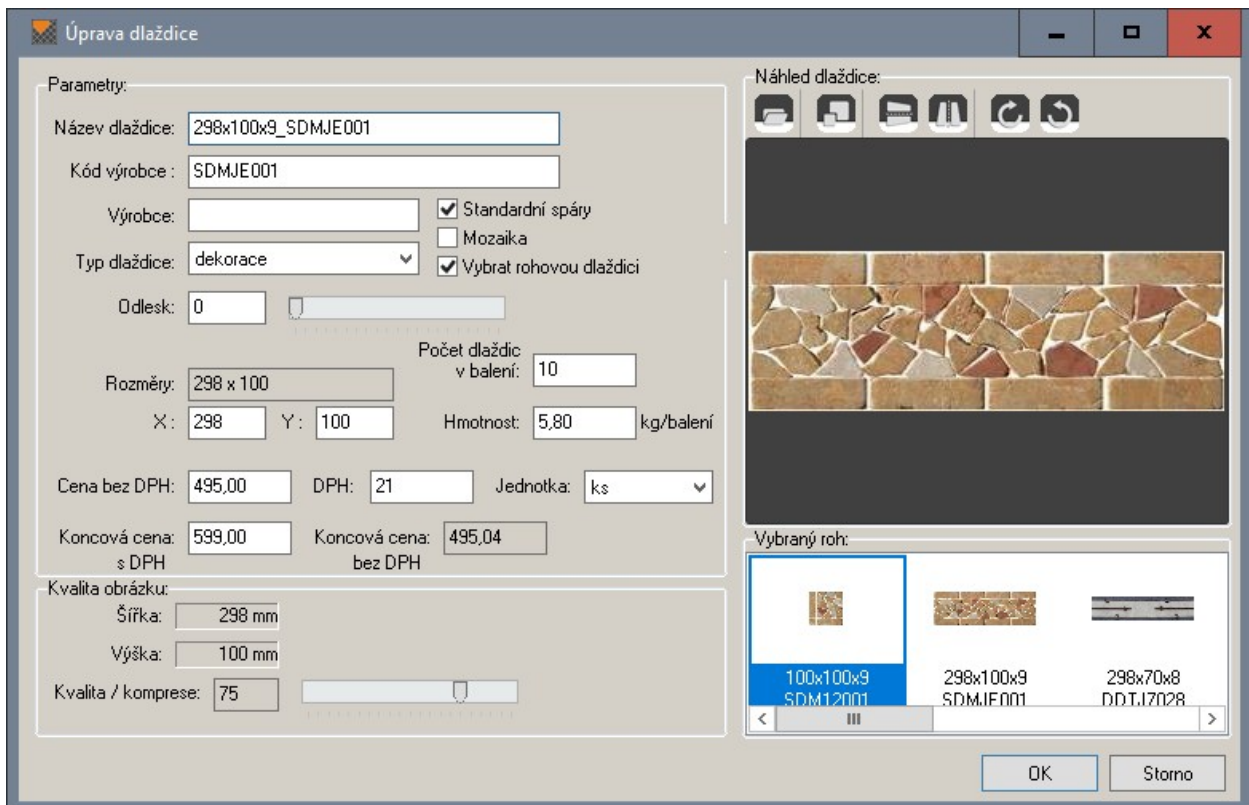 Úprava dlaždice
Parametry:
Název dlaždice: 298x100x9_SDMJE001
Kód výrobce : SDMJE001
Výrobce:
Standardní spáry
Mozaika
Typ dlaždice: dekorace
Vybrat rohovou dlaždici
Odlesk: 0
Počet dlaždic
v balení: 10
Rozměry: 298 x 100
X : 298 Y : 100 Hmotnost: 5,80 kg/balení
Cena bez DPH: 495,00 DPH: 21 Jednotka: ks
Koncová cena: 599,00 Koncová cena: 495,04
s DPH bez DPH
Kvalita obrázku:
Šířka: 298 mm
Výška: 100 mm
Kvalita / komprese: 75
Náhled dlaždice:
Vybraný roh:
100x100x9 298x100x9 298x70x8
SDM12001 SDMJE001 DDTJ7028
OK Storno